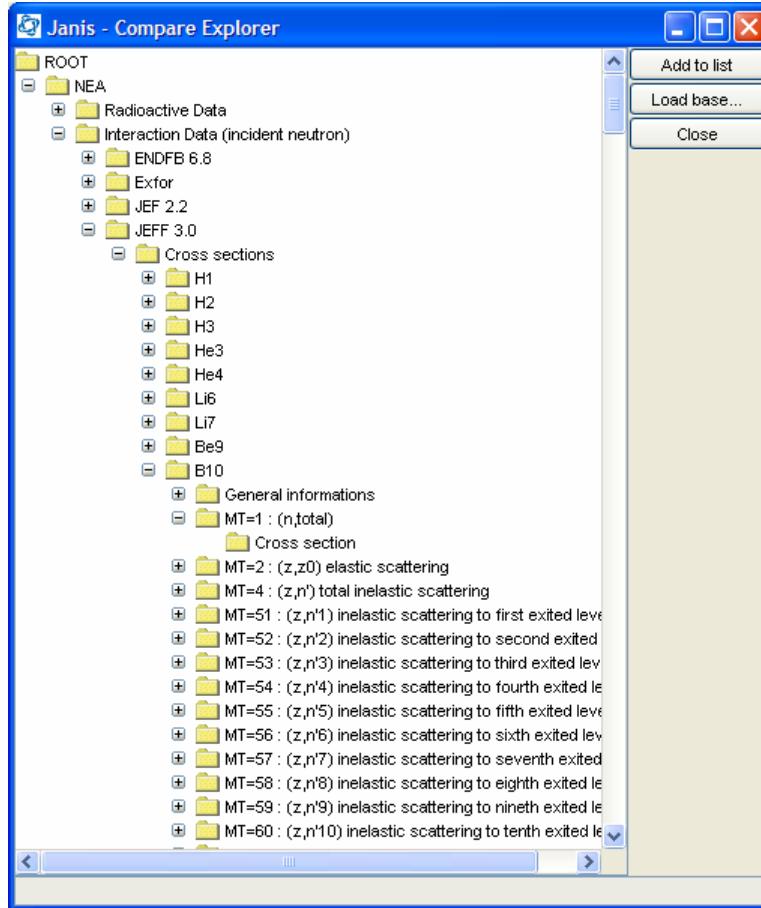 Janis - Compare Explorer
ROOT
Add to list
NEA
Load base...
Radioactive Data
Interaction Data (incident neutron)
Close
ENDFB 6.8
Exfor
JEF 2.2
JEFF 3.0
Cross sections
H1
H2
H3
He3
He4
Li6
Li7
Be9
B10
General informations
MT=1 : (n,total)
Cross section
MT=2 : (z,z0) elastic scattering
MT=4 : (z,n') total inelastic scattering
MT=51 : (z,n'1) inelastic scattering to first exited leve
MT=52 : (z,n'2) inelastic scattering to second exited
MT=53 : (z,n'3) inelastic scattering to third exited lev
MT=54 : (z,n'4) inelastic scattering to fourth exited le
MT=55 : (z,n'5) inelastic scattering to fifth exited leve
MT=56 : (z,n'6) inelastic scattering to sixth exited lev
MT=57 : (z,n'7) inelastic scattering to seventh exited
MT=58 : (z,n'8) inelastic scattering to eighth exited le
MT=59 : (z,n'9) inelastic scattering to nineth exited le
MT=60 : (z,n'10) inelastic scattering to tenth exited le